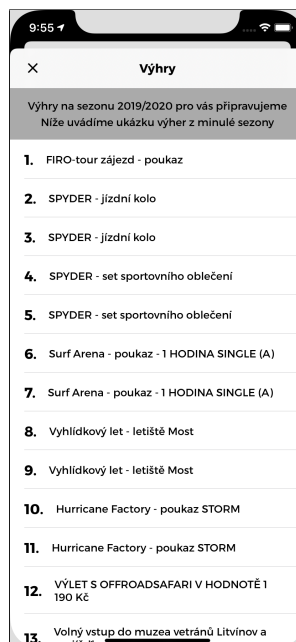 9:55
Výhry
Výhry na sezonu 2019/2020 pro vás připravujeme
Níže uvádíme ukázku výher z minulé sezony
1. FIRO-tour zájezd - poukaz
2. SPYDER - jízdní kolo
3. SPYDER - jízdní kolo
4. SPYDER - set sportovního oblečení
5. SPYDER - set sportovního oblečení
6. Surf Arena - poukaz - 1 HODINA SINGLE (A)
7. Surf Arena - poukaz - 1 HODINA SINGLE (A)
8. Vyhlídkový let - letiště Most
9. Vyhlídkový let - letiště Most
10. Hurricane Factory - poukaz STORM
11. Hurricane Factory - poukaz STORM
12. VÝLET S OFFROADSAFARI V HODNOTĚ 1
190 Kč
13. Volný vstup do muzea vetránů Litvínov a